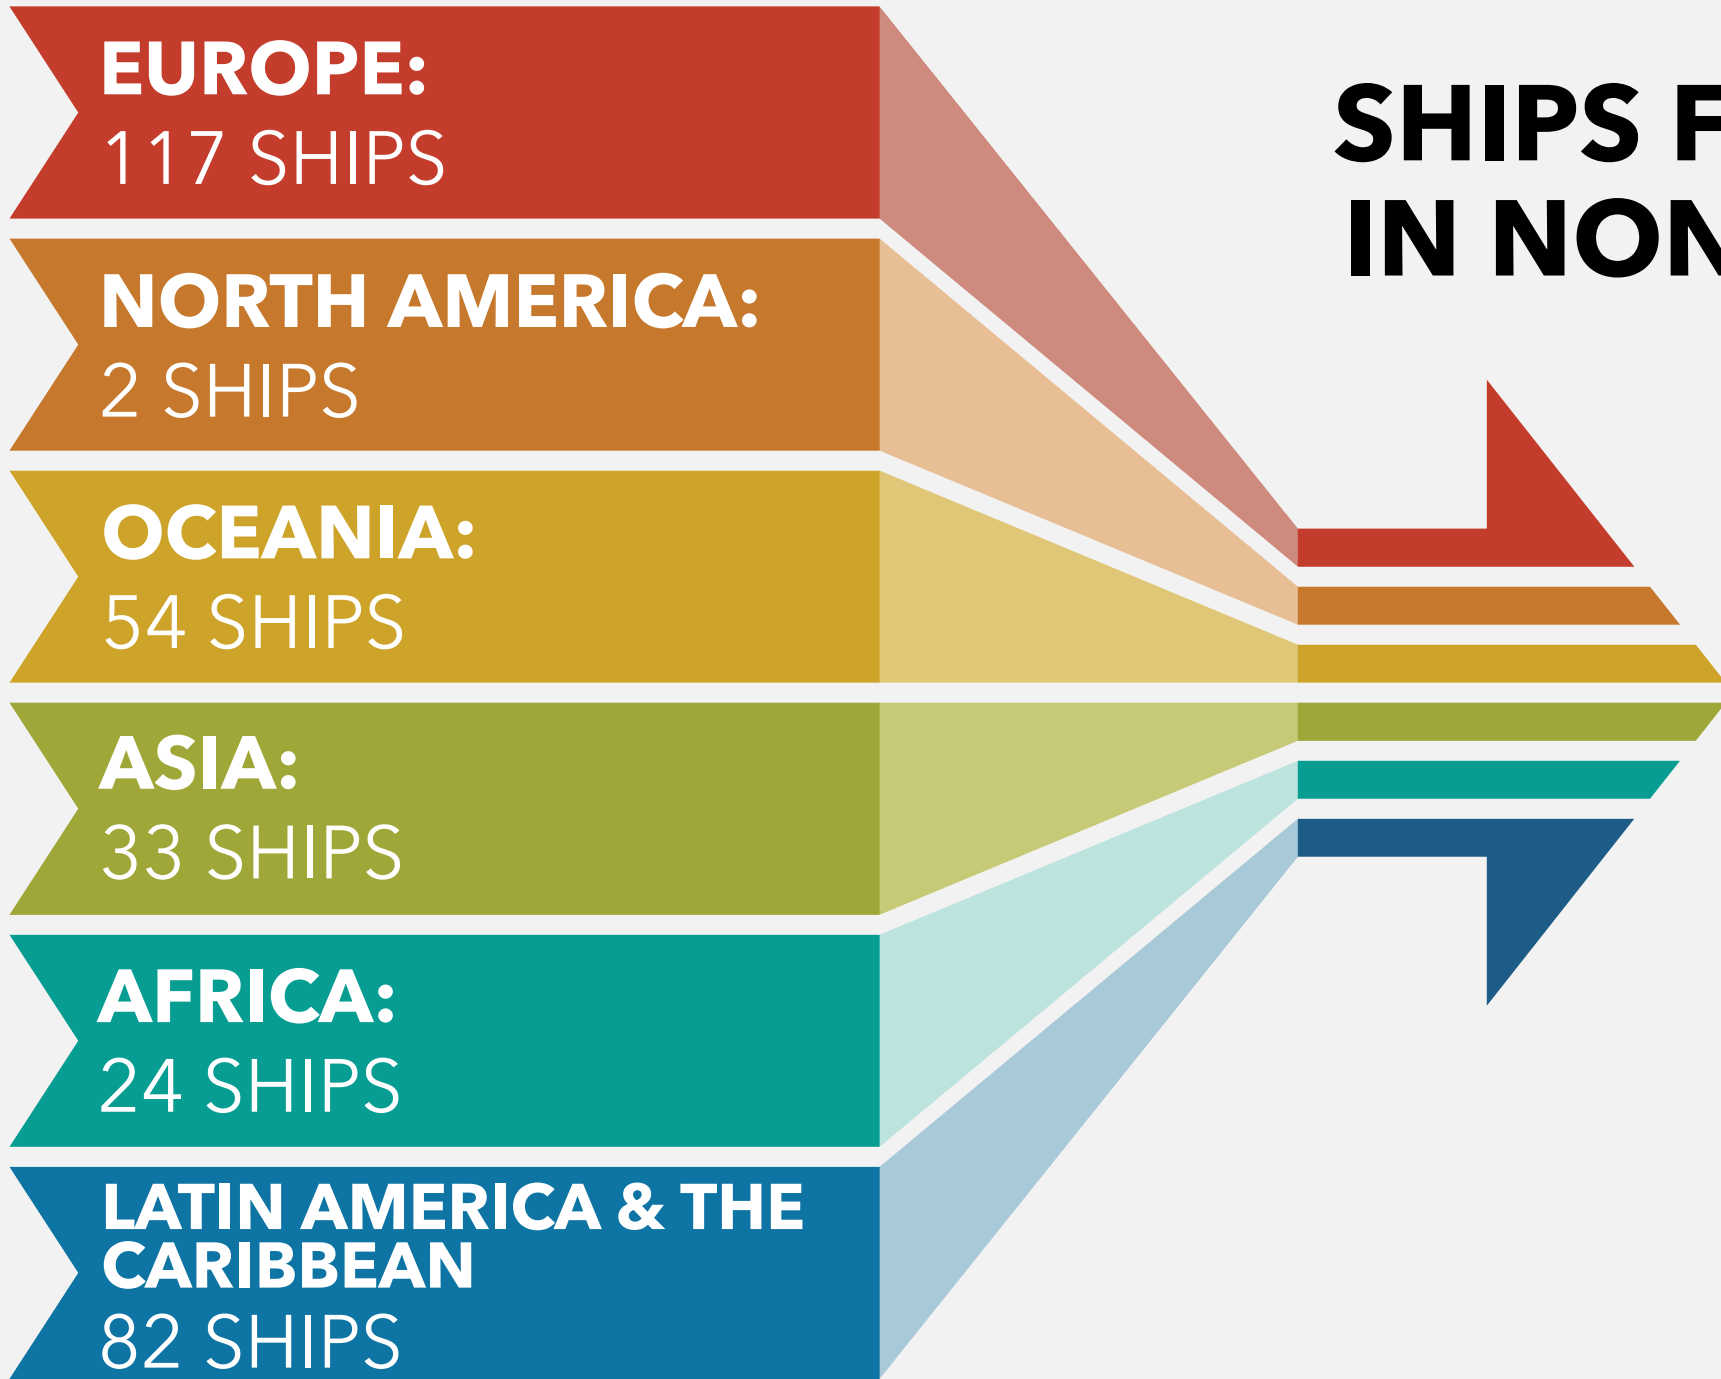 EUROPE:
117 SHIPS
NORTH AMERICA:
2 SHIPS
OCEANIA:
54 SHIPS
ASIA:
33 SHIPS
AFRICA:
24 SHIPS
LATIN AMERICA & THE
CARIBBEAN
82 SHIPS
SHIPS
IN NON